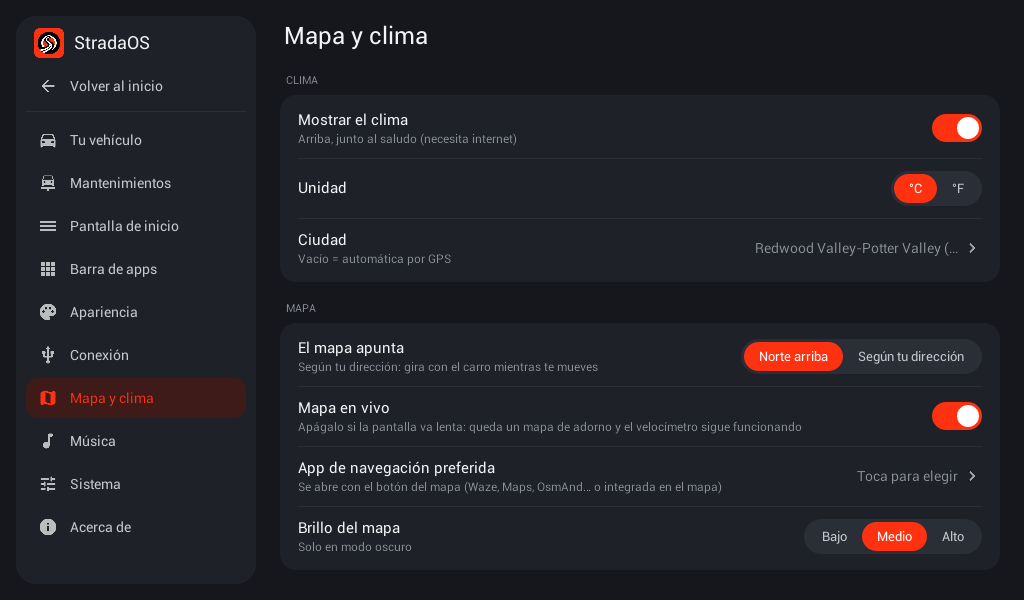 StradaOS
Volver al inicio
Tu vehículo
Mantenimientos
Pantalla de inicio
Barra de apps
Apariencia
Conexión
Mapa y clima
Música
Sistema
Acerca de
Mapa y clima
CLIMA
Mostrar el clima
Arriba, junto al saludo (necesita internet)
Unidad
°C °F
Ciudad
Vacío = automática por GPS
Redwood Valley-Potter Valley (...
MAPA
El mapa apunta
Según tu dirección: gira con el carro mientras te mueves
Norte arriba Según tu dirección
Mapa en vivo
Apágalo si la pantalla va lenta: queda un mapa de adorno y el velocímetro sigue funcionando
App de navegación preferida
Se abre con el botón del mapa (Waze, Maps, OsmAnd... o integrada en el mapa)
Toca para elegir
Brillo del mapa
Solo en modo oscuro
Bajo Medio Alto